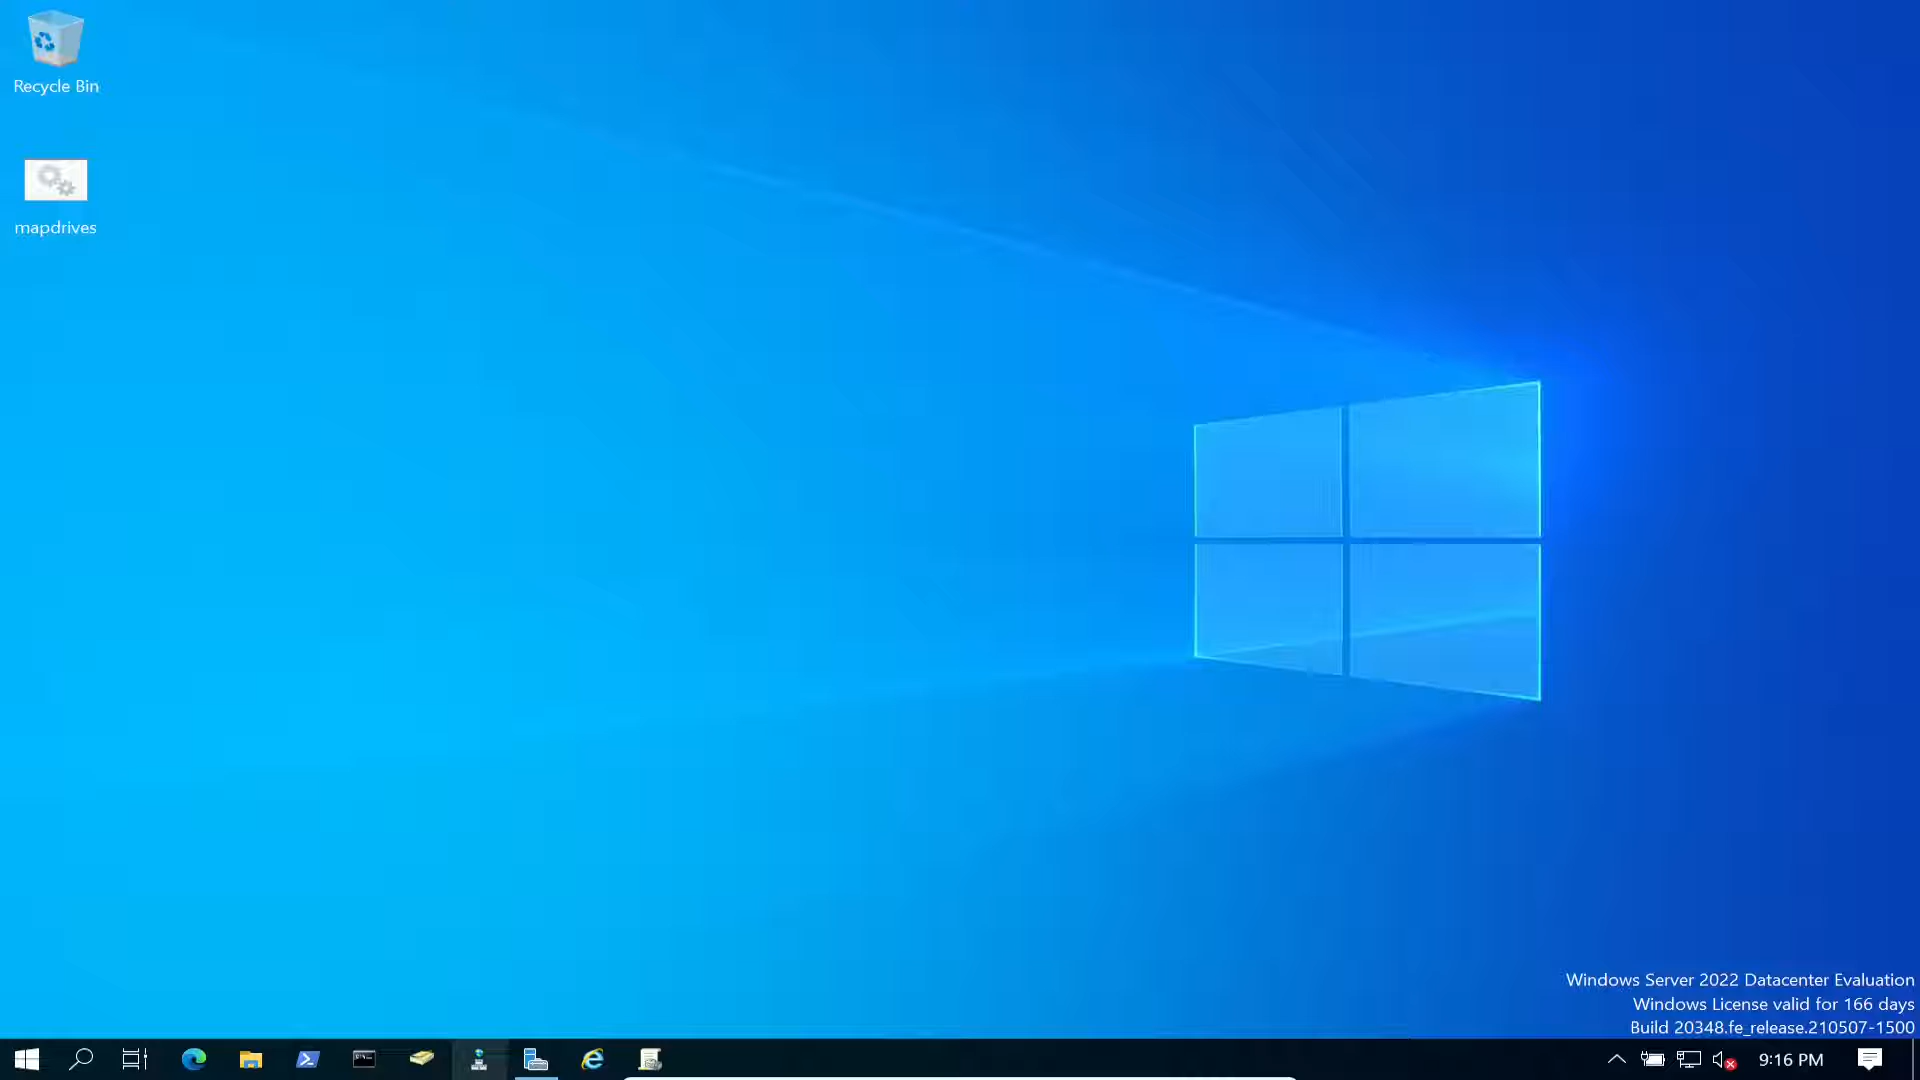 Recycle Bin
mapdrives
Windows Server 2022 Datacenter Evaluation
Windows License valid for 166 days
Build 20348.fe_release.210507-1500
9:16 PM